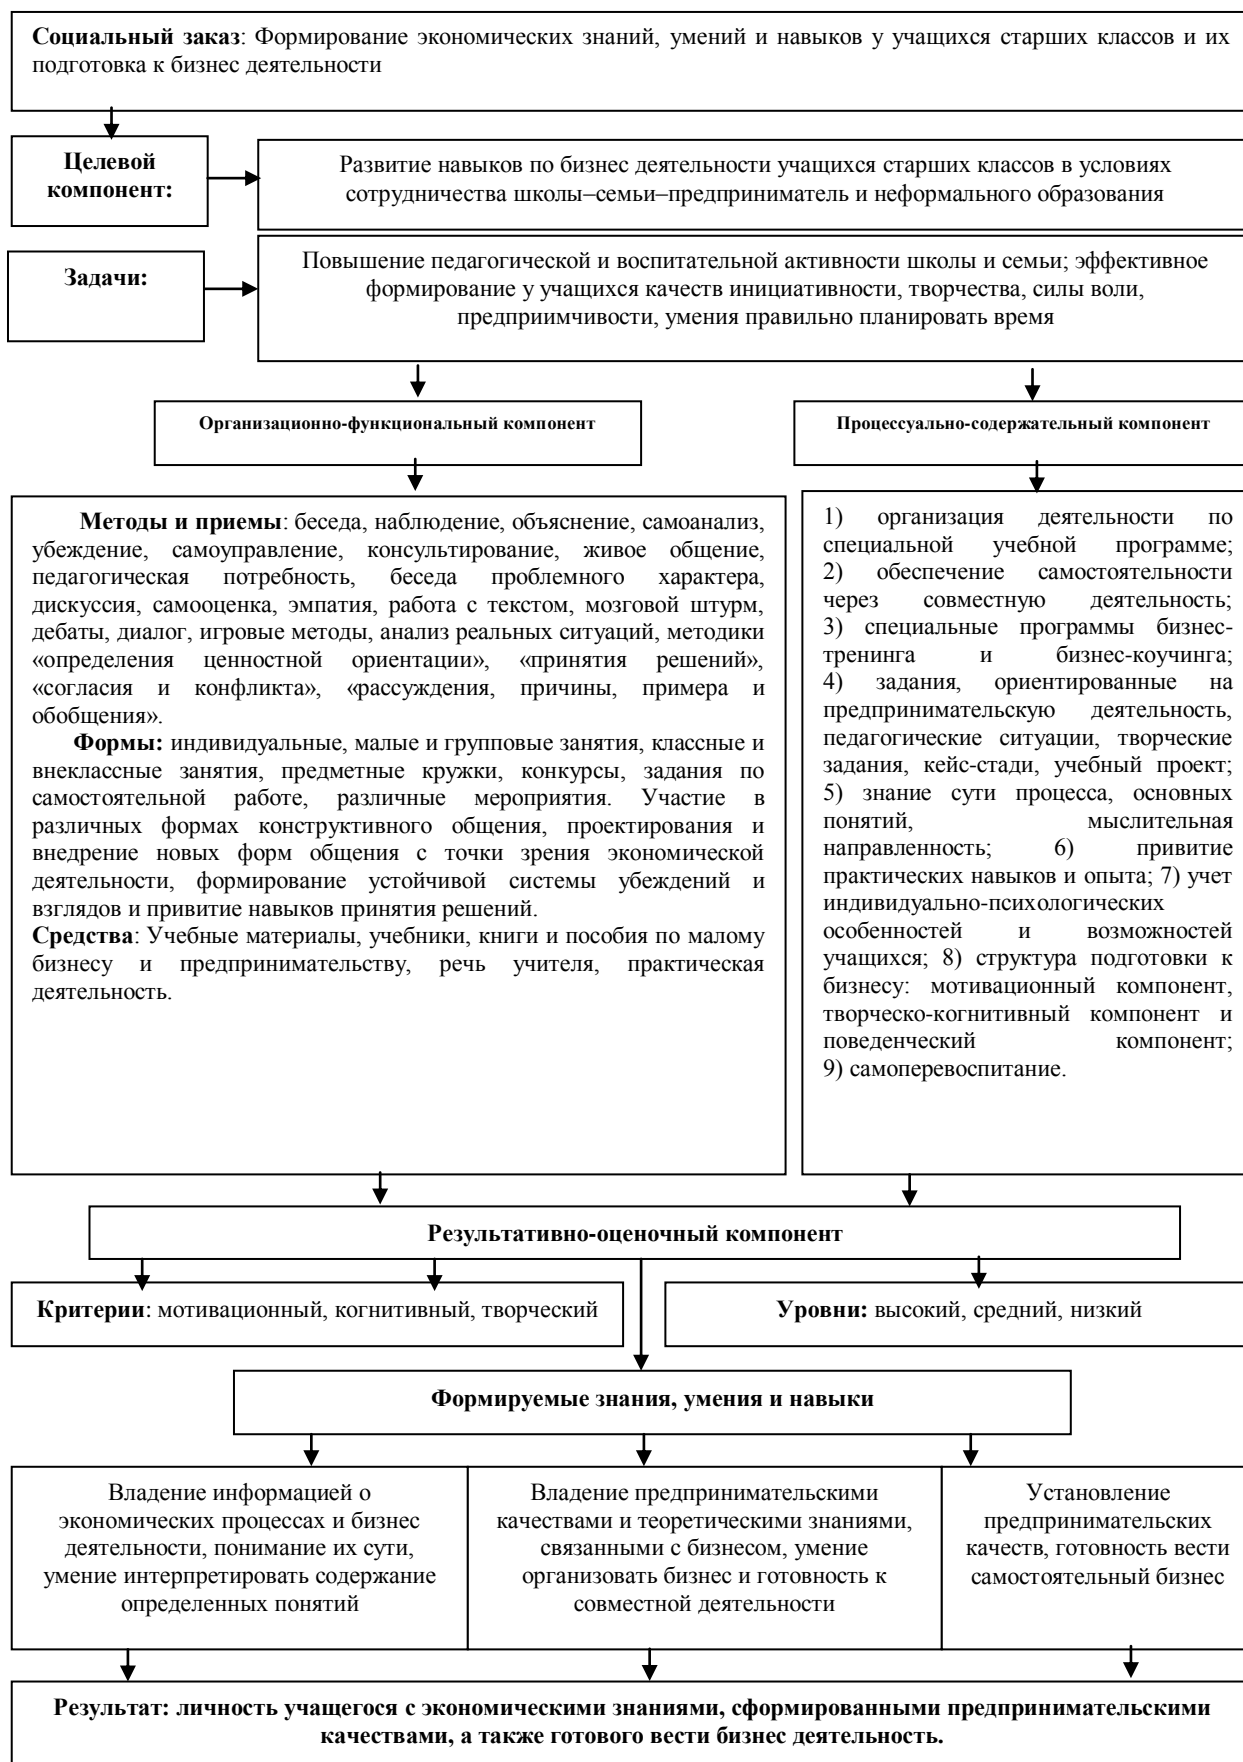 Социальный заказ: Формирование экономических знаний, умений и навыков у учащихся старших классов и их
подготовка к бизнес деятельности
Целевой
компонент:
Развитие навыков по бизнес деятельности учащихся старших классов в условиях
сотрудничества школы–семьи–предприниматель и неформального образования
Задачи:
Повышение педагогической и воспитательной активности школы и семьи; эффективное
формирование у учащихся качеств инициативности, творчества, силы воли,
предприимчивости, умения правильно планировать время
Организационно-функциональный компонент
Процессуально-содержательный компонент
Методы и приемы: беседа, наблюдение, объяснение, самоанализ,
убеждение, самоуправление, консультирование, живое общение,
педагогическая потребность, беседа проблемного характера,
дискуссия, самооценка, эмпатия, работа с текстом, мозговой штурм,
дебаты, диалог, игровые методы, анализ реальных ситуаций, методики
«определения ценностной ориентации», «принятия решений»,
«согласия и конфликта», «рассуждения, причины, примера и
обобщения».
Формы: индивидуальные, малые и групповые занятия, классные и
внеклассные занятия, предметные кружки, конкурсы, задания по
самостоятельной работе, различные мероприятия. Участие в
различных формах конструктивного общения, проектирования и
внедрение новых форм общения с точки зрения экономической
деятельности, формирование устойчивой системы убеждений и
взглядов и привитие навыков принятия решений.
Средства: Учебные материалы, учебники, книги и пособия по малому
бизнесу и предпринимательству, речь учителя, практическая
деятельность.
1) организация деятельности по
специальной учебной программе;
2) обеспечение самостоятельности
через совместную деятельность;
3) специальные программы бизнес-
тренинга и бизнес-коучинга;
4) задания, ориентированные на
предпринимательскую деятельность,
педагогические ситуации, творческие
задания, кейс-стади, учебный проект;
5) знание сути процесса, основных
понятий, мыслительная
направленность; 6) привитие
практических навыков и опыта; 7) учет
индивидуально-психологических
особенностей и возможностей
учащихся; 8) структура подготовки к
бизнесу: мотивационный компонент,
творческо-когнитивный компонент и
поведенческий компонент;
9) самоперевоспитание.
Результативно-оценочный компонент
Критерии: мотивационный, когнитивный, творческий
Уровни: высокий, средний, низкий
Формируемые знания, умения и навыки
Владение информацией о
экономических процессах и бизнес
деятельности, понимание их сути,
умение интерпретировать содержание
определенных понятий
Владение предпринимательскими
качествами и теоретическими знаниями,
связанными с бизнесом, умение
организовать бизнес и готовность к
совместной деятельности
Установление
предпринимательских
качеств, готовность вести
самостоятельный бизнес
Результат: личность учащегося с экономическими знаниями, сформированными предпринимательскими
качествами, а также готового вести бизнес деятельность.